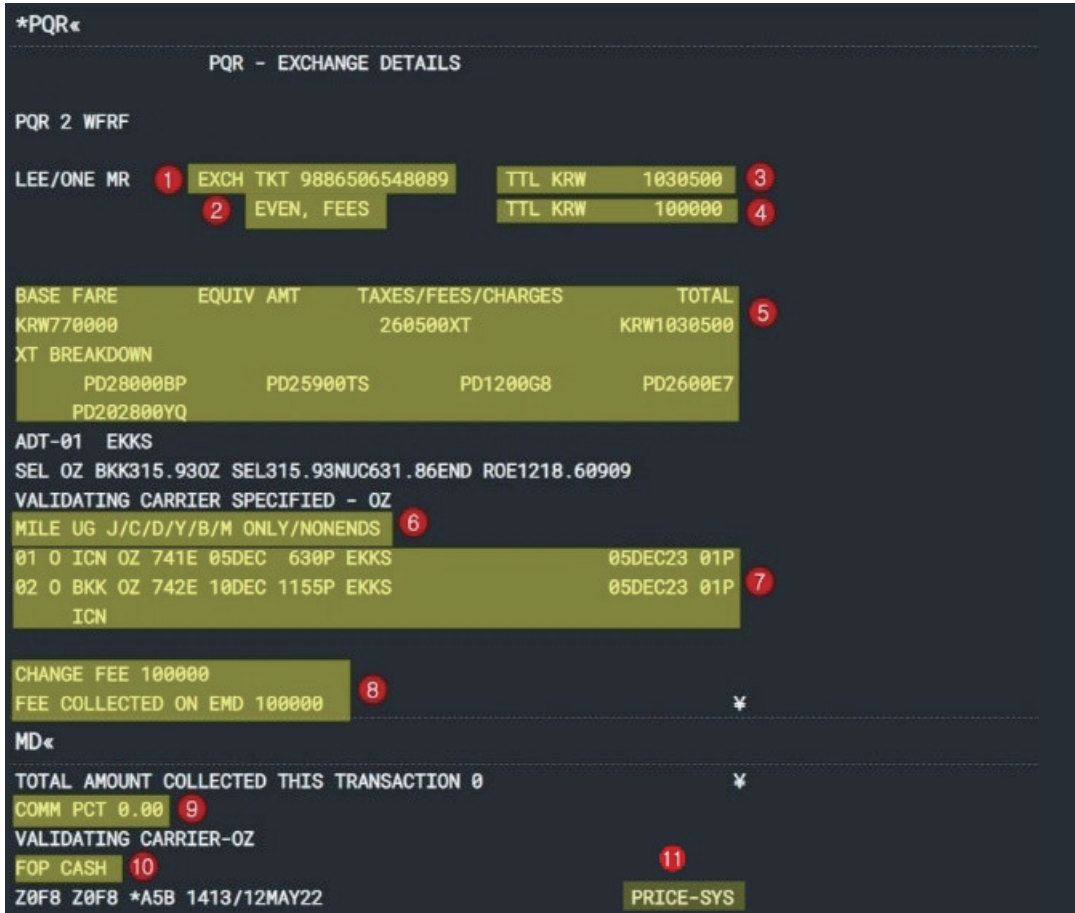 *PQR«
PQR - EXCHANGE DETAILS
PQR 2 WFRF
LEE/ONE MR 1 EXCH TKT 9886506548089 TTL KRW 1030500 3
2 EVEN, FEES TTL KRW 100000 4
BASE FARE EQUIV AMT TAXES/FEES/CHARGES TOTAL
KRW770000 260500XT KRW1030500 5
XT BREAKDOWN
PD28000BP PD25900TS PD1200G8 PD2600E7
PD202800YQ
ADT-01 EKKS
SEL OZ BKK315.93OZ SEL315.93NUC631.86END ROE1218.60909
VALIDATING CARRIER SPECIFIED - OZ
MILE UG J/C/D/Y/B/M ONLY/NONENDS 6
01 O ICN OZ 741E 05DEC 630P EKKS 05DEC23 01P
02 O BKK OZ 742E 10DEC 1155P EKKS 05DEC23 01P 7
ICN
CHANGE FEE 100000
FEE COLLECTED ON EMD 100000 8 ¥
MD«
TOTAL AMOUNT COLLECTED THIS TRANSACTION 0 ¥
COMM PCT 0.00 9
VALIDATING CARRIER-OZ
FOP CASH 10 11
Z0F8 Z0F8 *A5B 1413/12MAY22 PRICE-SYS